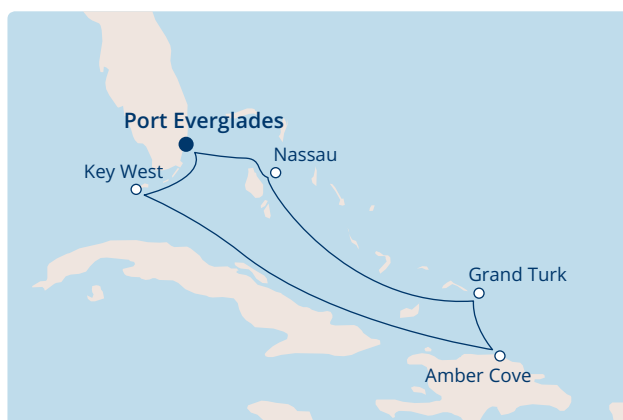 Port Everglades
Nassau
Key West
Grand Turk
Amber Cove